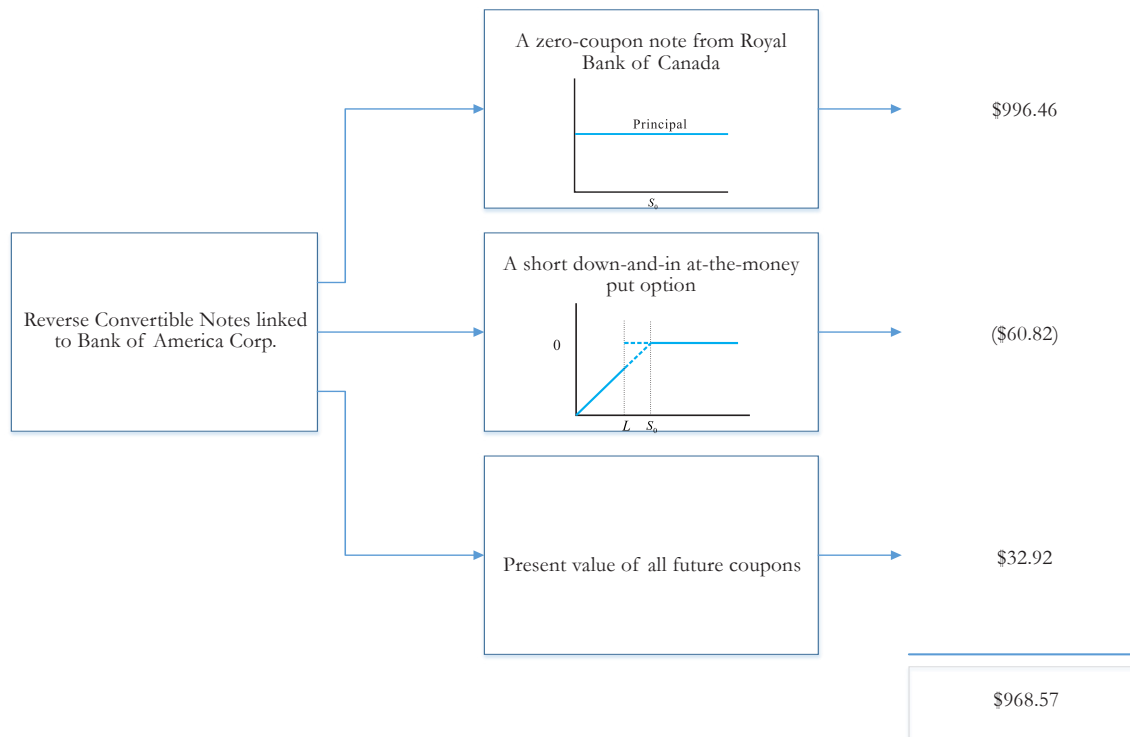 A zero-coupon note from Royal
Bank of Canada
Principal
S₀
$996.46
Reverse Convertible Notes linked
to Bank of America Corp.
A short down-and-in at-the-money
put option
0
L S₀
($60.82)
Present value of all future coupons
$32.92
$968.57